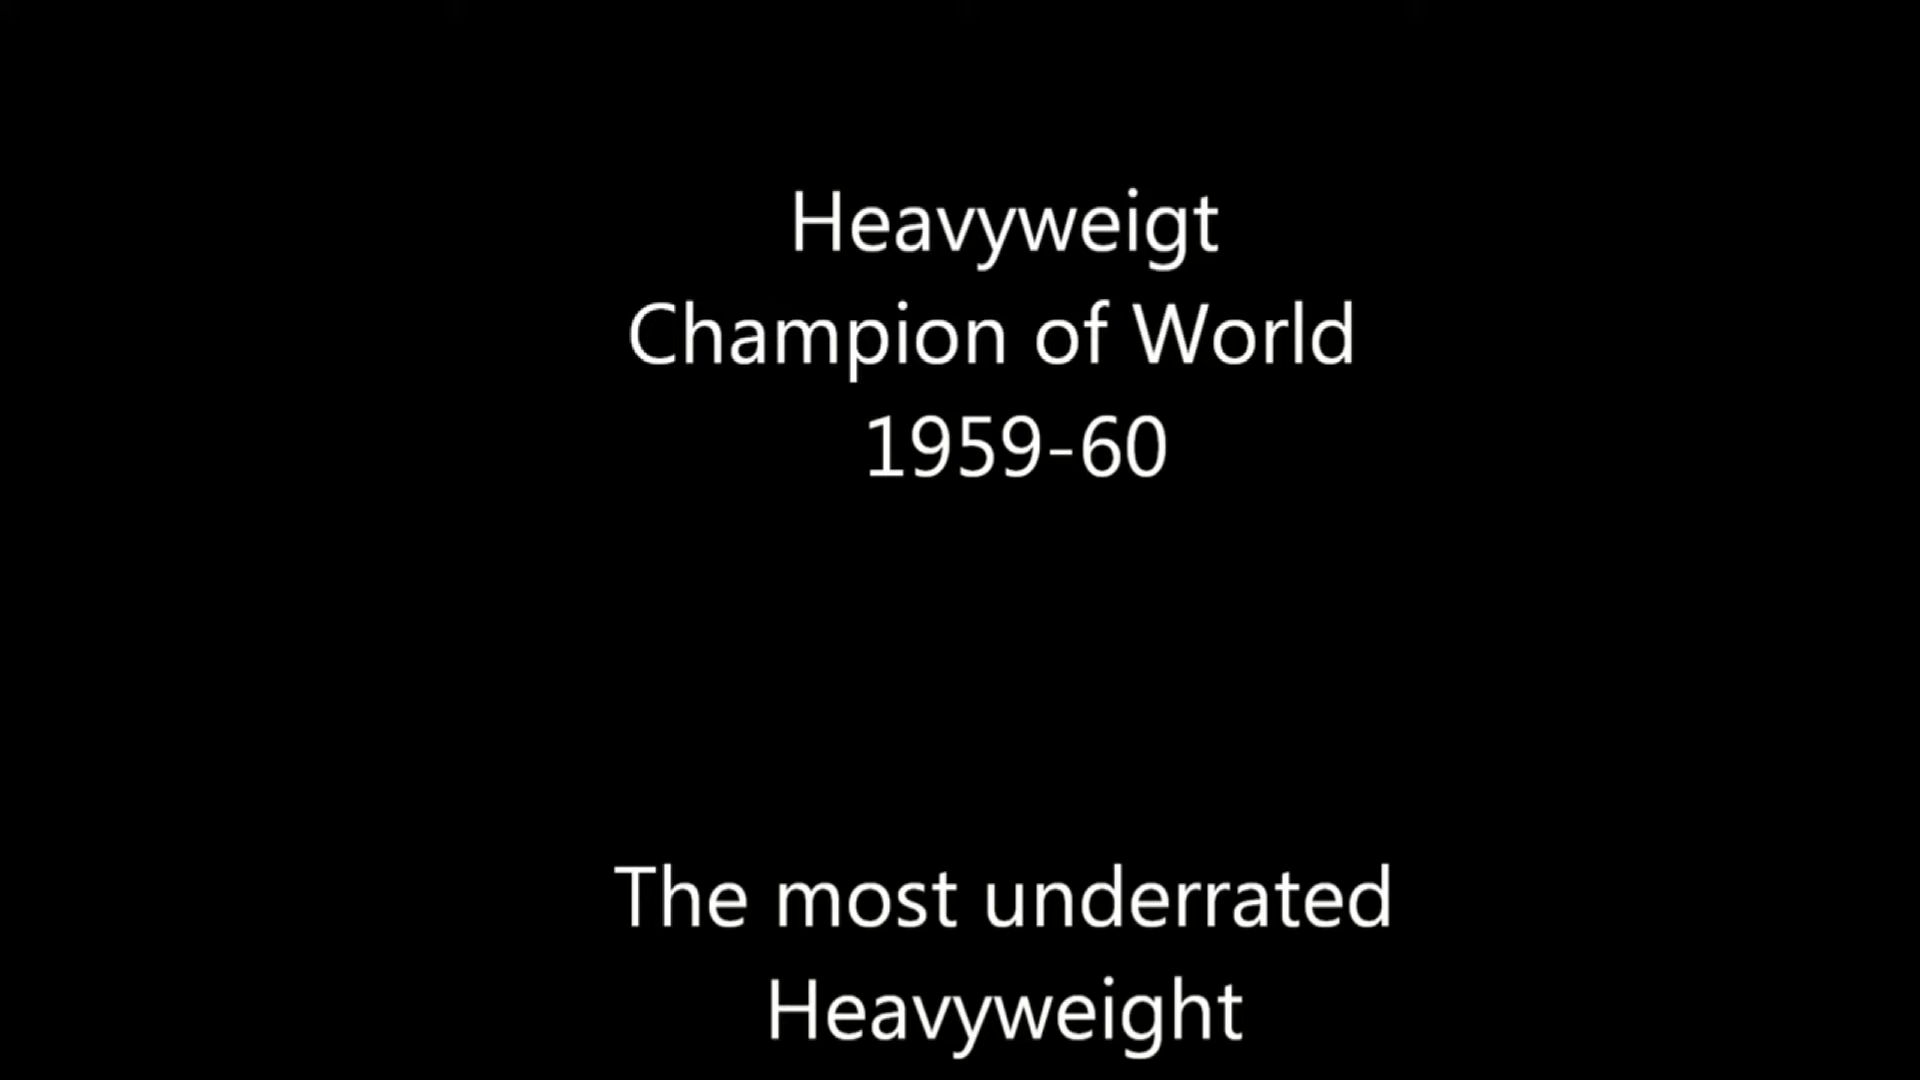 Heavyweigt
Champion of World
1959-60
The most underrated
Heavyweight